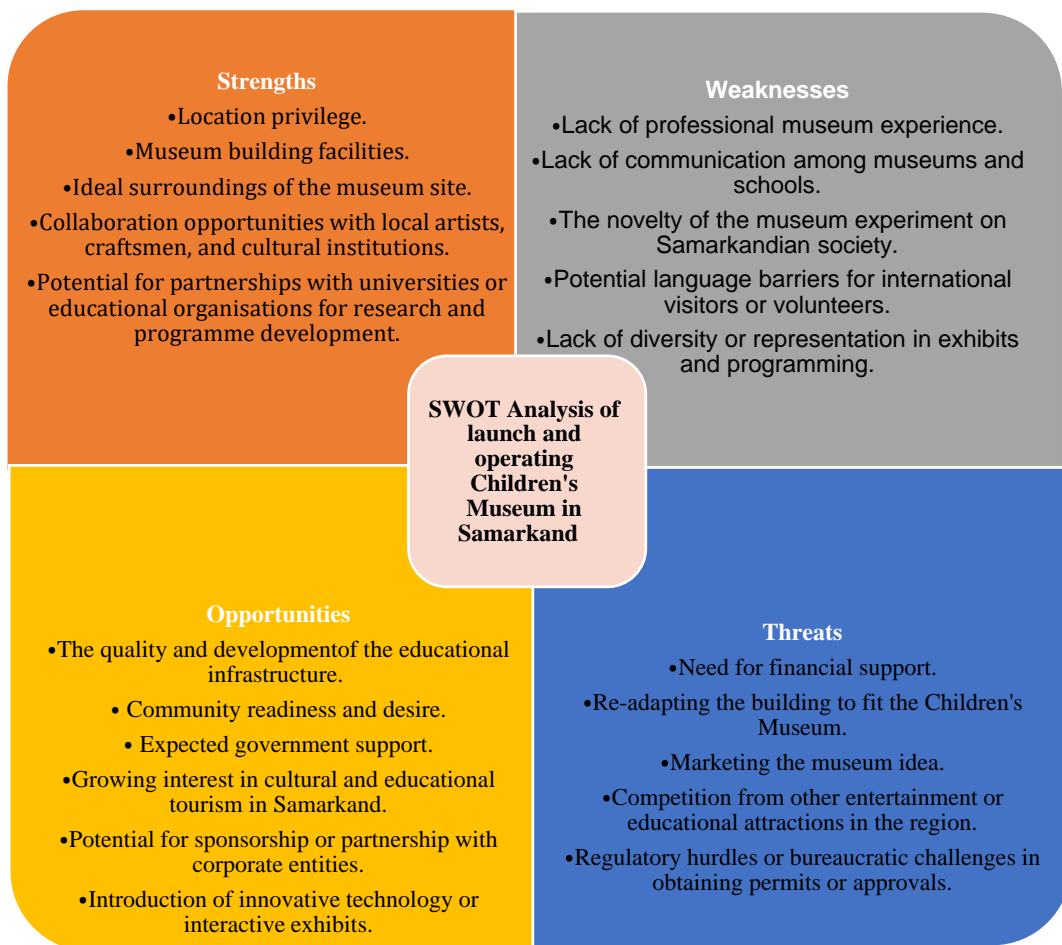 Strengths
•Location privilege.
•Museum building facilities.
•Ideal surroundings of the museum site.
•Collaboration opportunities with local artists,
craftsmen, and cultural institutions.
•Potential for partnerships with universities or
educational organisations for research and
programme development.
Weaknesses
•Lack of professional museum experience.
•Lack of communication among museums and
schools.
•The novelty of the museum experiment on
Samarkandian society.
•Potential language barriers for international
visitors or volunteers.
•Lack of diversity or representation in exhibits
and programming.
SWOT Analysis of
launch and
operating
Children's
Museum in
Samarkand
Opportunities
•The quality and developmentof the educational
infrastructure.
• Community readiness and desire.
• Expected government support.
•Growing interest in cultural and educational
tourism in Samarkand.
•Potential for sponsorship or partnership with
corporate entities.
•Introduction of innovative technology or
interactive exhibits.
Threats
•Need for financial support.
•Re-adapting the building to fit the Children's
Museum.
•Marketing the museum idea.
•Competition from other entertainment or
educational attractions in the region.
•Regulatory hurdles or bureaucratic challenges in
obtaining permits or approvals.